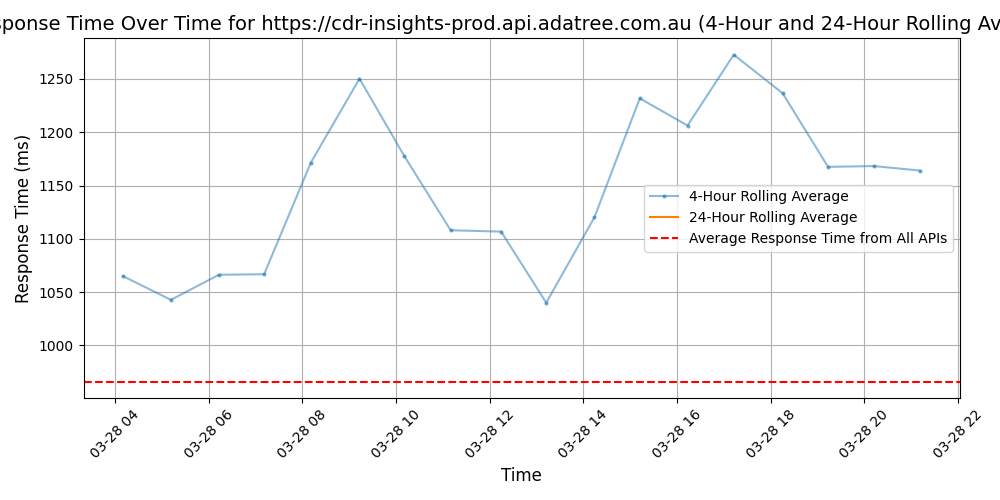 sponse Time Over Time for https://cdr-insights-prod.api.adatree.com.au (4-Hour and 24-Hour Rolling Av
Response Time (ms)
1250
1200
1150
1100
1050
1000
4-Hour Rolling Average
24-Hour Rolling Average
Average Response Time from All APIs
03-28 04
03-28 06
03-28 08
03-28 10
03-28 12
03-28 14
03-28 16
03-28 18
03-28 20
03-28 22
Time